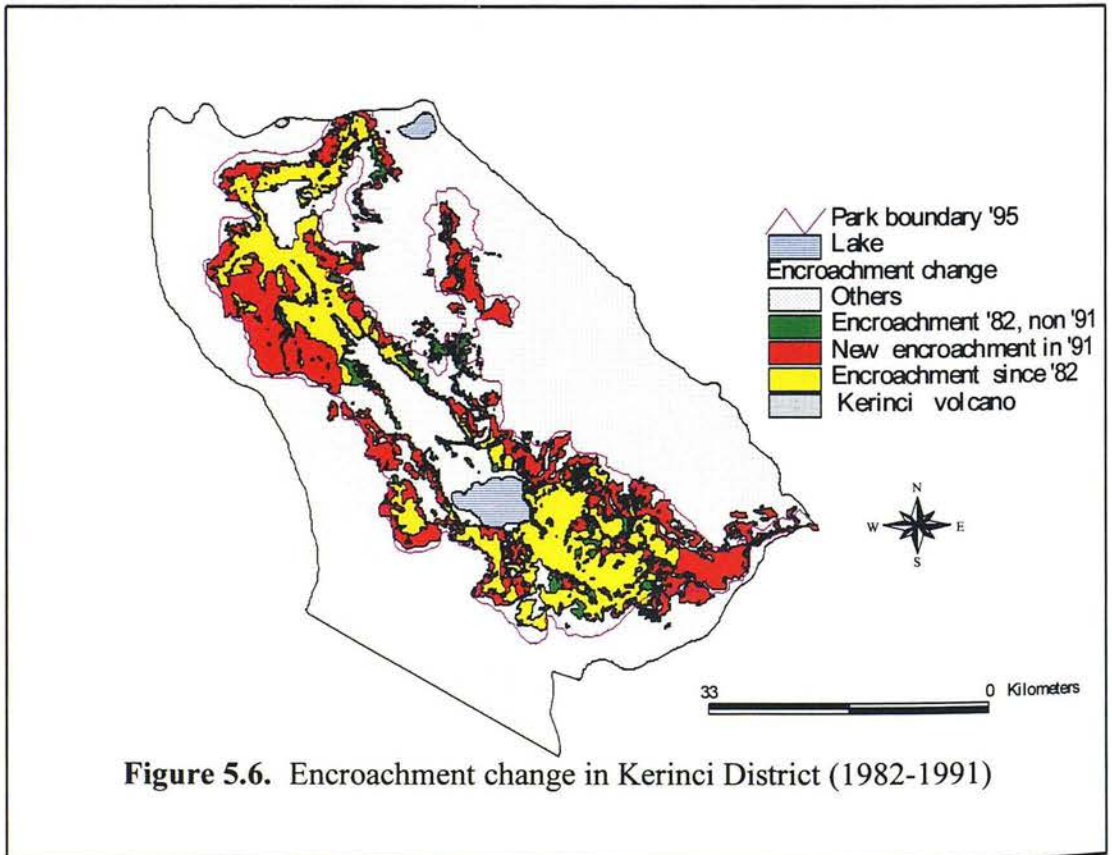 Park boundary '95
Lake
Encroachment change
Others
Encroachment '82, non '91
New encroachment in '91
Encroachment since '82
Kerinci volcano
N
W E
S
33 0 Kilometers
Figure 5.6. Encroachment change in Kerinci District (1982-1991)